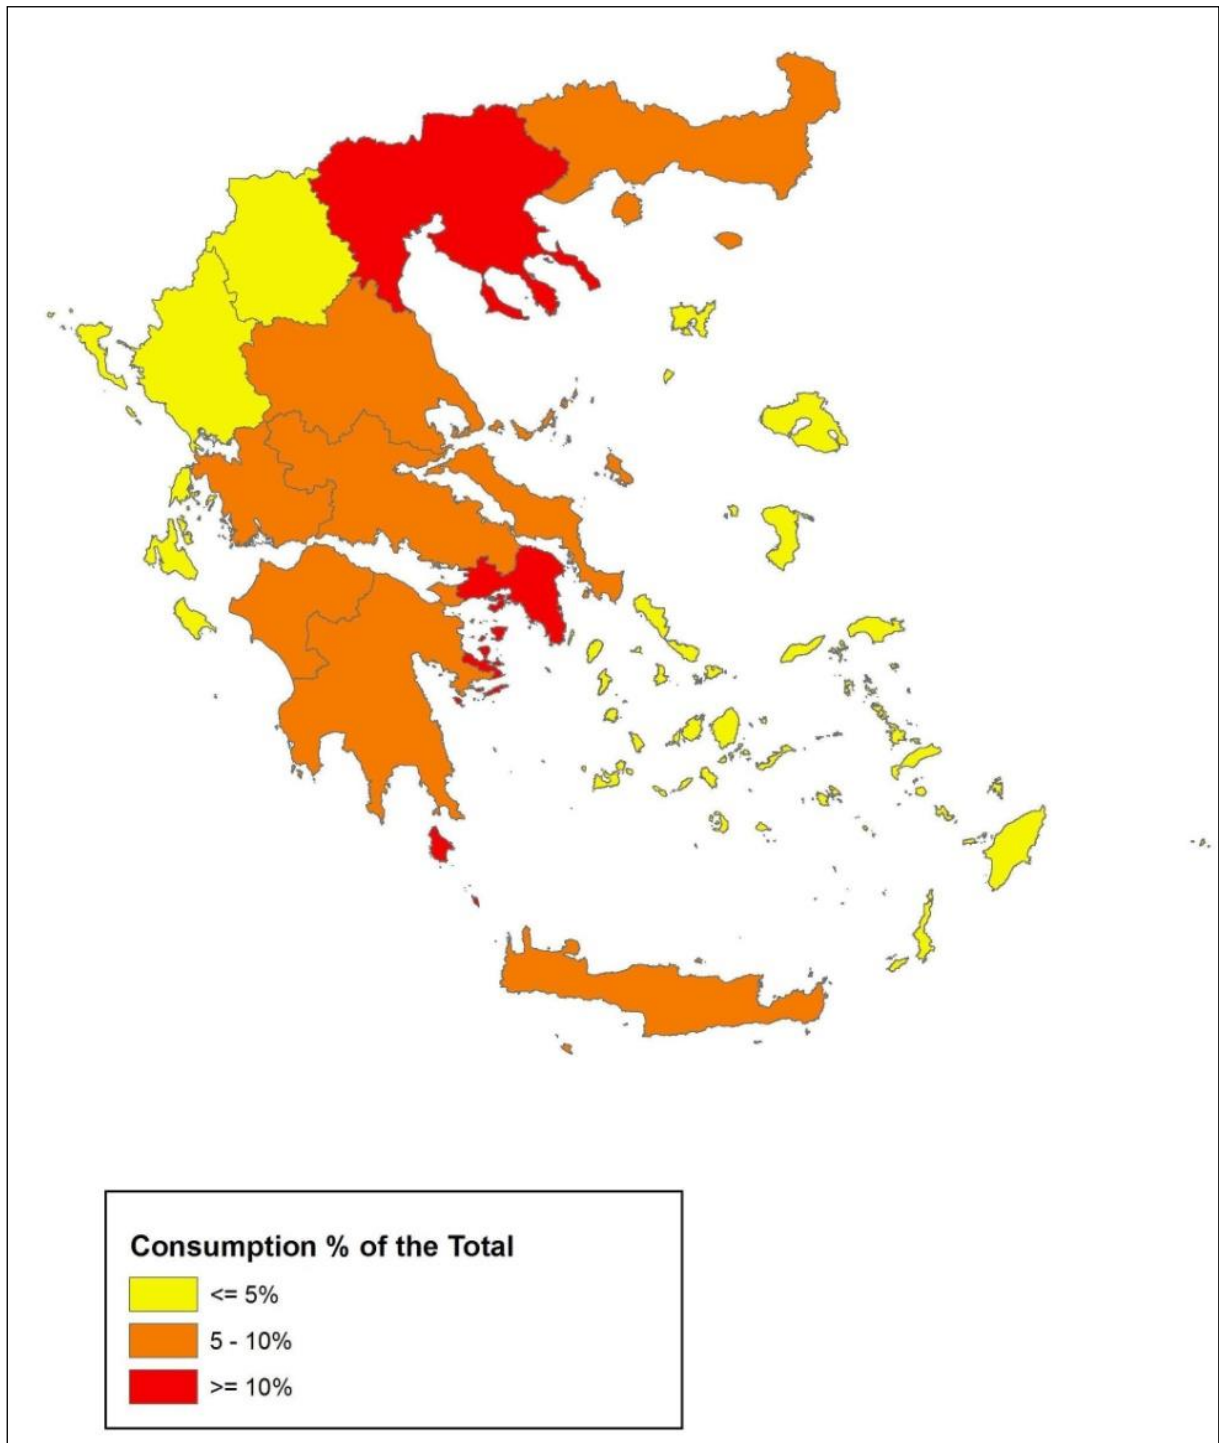 Consumption % of the Total
<= 5%
5 - 10%
>= 10%